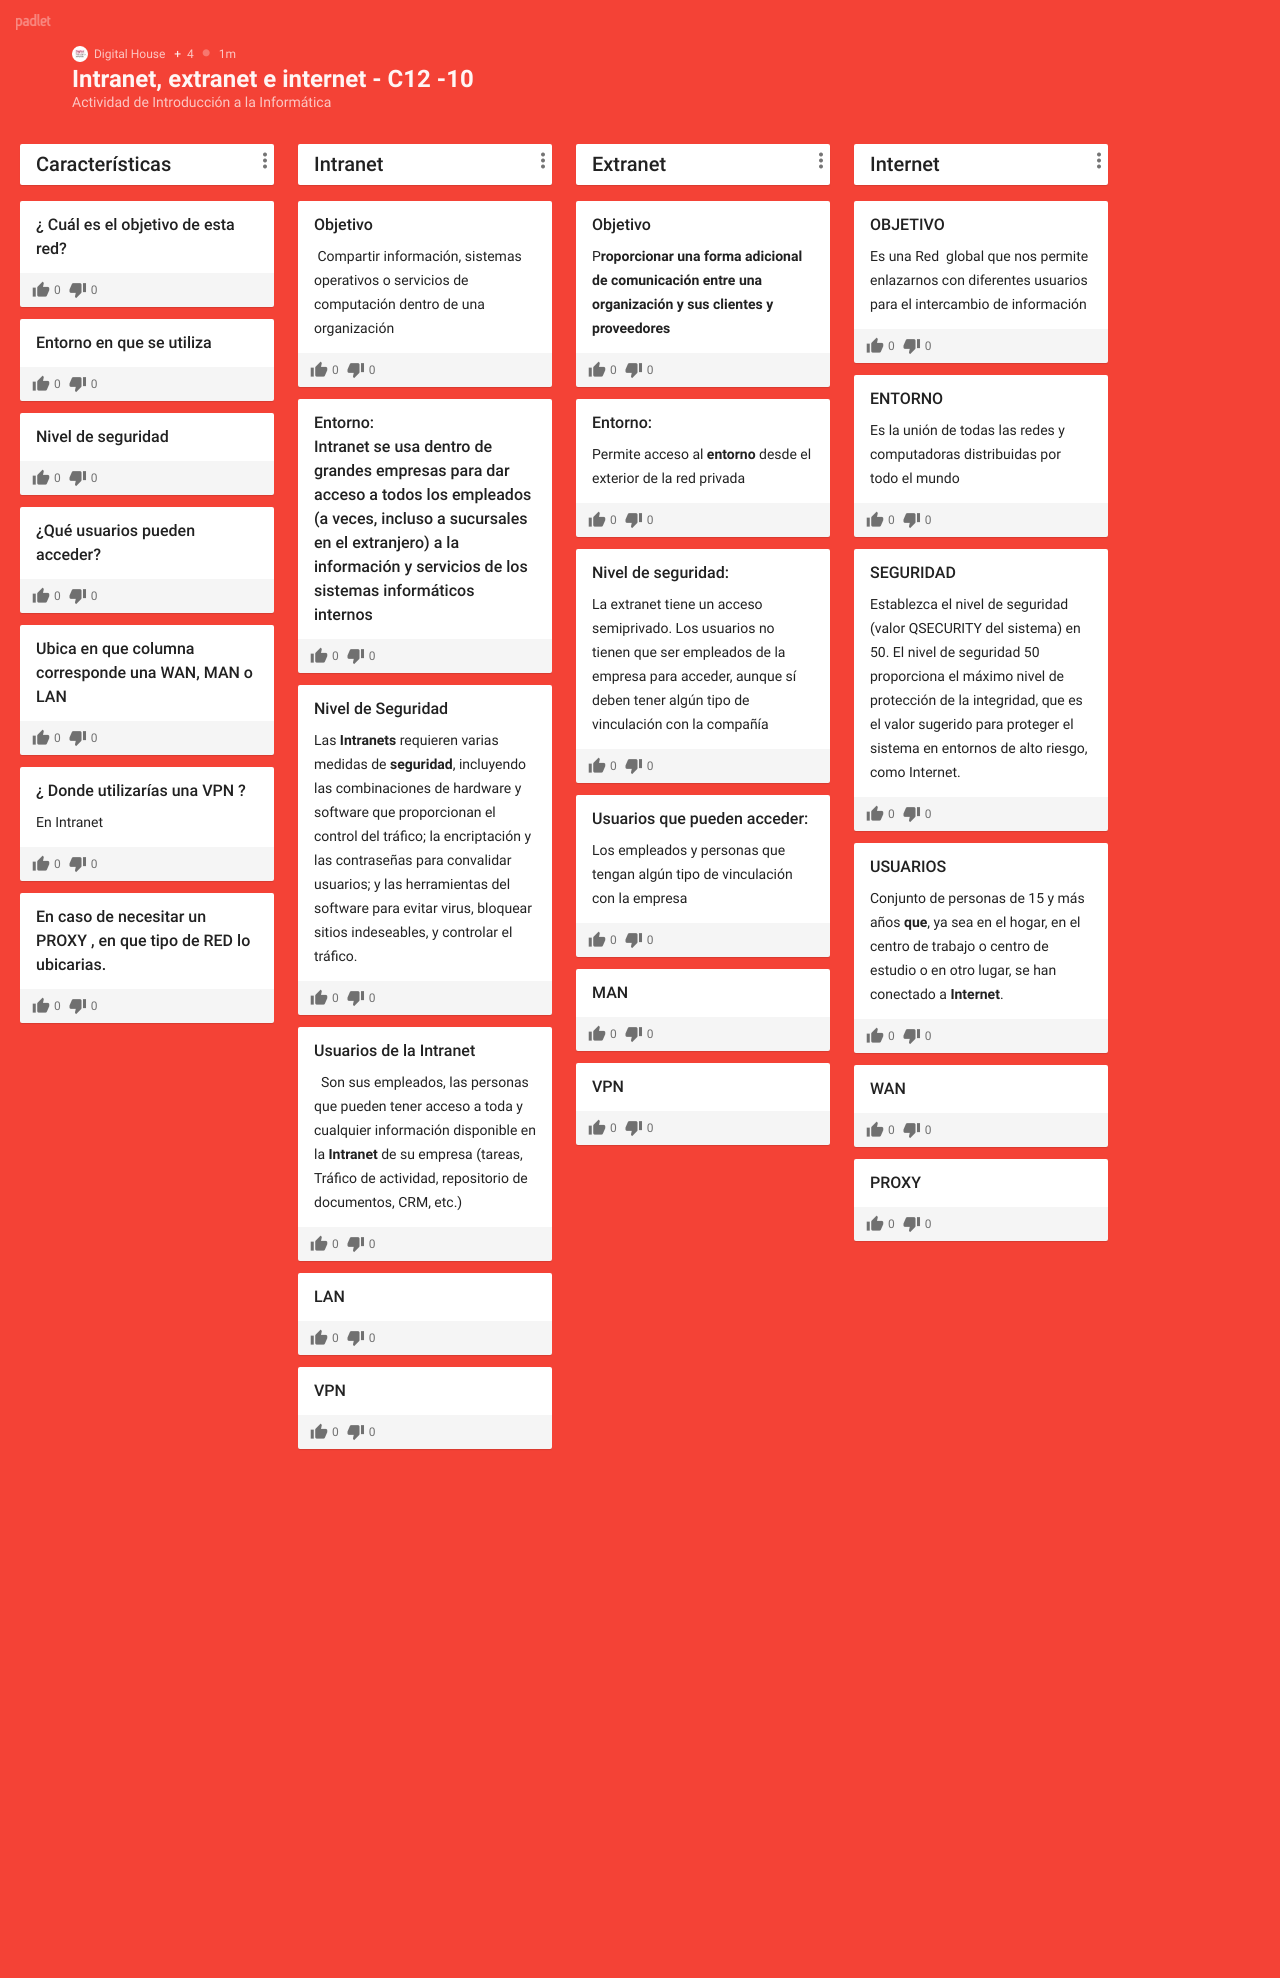 padlet
Digital House + 4 1m
Intranet, extranet e internet - C12 -10
Actividad de Introducción a la Informática
Características
¿ Cuál es el objetivo de esta
red?
0 0
Entorno en que se utiliza
0 0
Nivel de seguridad
0 0
¿Qué usuarios pueden
acceder?
0 0
Ubica en que columna
corresponde una WAN, MAN o
LAN
0 0
¿ Donde utilizarías una VPN ?
En Intranet
0 0
En caso de necesitar un
PROXY , en que tipo de RED lo
ubicarias.
0 0
Intranet
Objetivo
Compartir información, sistemas
operativos o servicios de
computación dentro de una
organización
0 0
Entorno:
Intranet se usa dentro de
grandes empresas para dar
acceso a todos los empleados
(a veces, incluso a sucursales
en el extranjero) a la
información y servicios de los
sistemas informáticos
internos
0 0
Nivel de Seguridad
Las Intranets requieren varias
medidas de seguridad, incluyendo
las combinaciones de hardware y
software que proporcionan el
control del tráfico; la encriptación y
las contraseñas para convalidar
usuarios; y las herramientas del
software para evitar virus, bloquear
sitios indeseables, y controlar el
tráfico.
0 0
Usuarios de la Intranet
Son sus empleados, las personas
que pueden tener acceso a toda y
cualquier información disponible en
la Intranet de su empresa (tareas,
Tráfico de actividad, repositorio de
documentos, CRM, etc.)
0 0
LAN
0 0
VPN
0 0
Extranet
Objetivo
Proporcionar una forma adicional
de comunicación entre una
organización y sus clientes y
proveedores
0 0
Entorno:
Permite acceso al entorno desde el
exterior de la red privada
0 0
Nivel de seguridad:
La extranet tiene un acceso
semiprivado. Los usuarios no
tienen que ser empleados de la
empresa para acceder, aunque sí
deben tener algún tipo de
vinculación con la compañía
0 0
Usuarios que pueden acceder:
Los empleados y personas que
tengan algún tipo de vinculación
con la empresa
0 0
MAN
0 0
VPN
0 0
Internet
OBJETIVO
Es una Red global que nos permite
enlazarnos con diferentes usuarios
para el intercambio de información
0 0
ENTORNO
Es la unión de todas las redes y
computadoras distribuidas por
todo el mundo
0 0
SEGURIDAD
Establezca el nivel de seguridad
(valor QSECURITY del sistema) en
50. El nivel de seguridad 50
proporciona el máximo nivel de
protección de la integridad, que es
el valor sugerido para proteger el
sistema en entornos de alto riesgo,
como Internet.
0 0
USUARIOS
Conjunto de personas de 15 y más
años que, ya sea en el hogar, en el
centro de trabajo o centro de
estudio o en otro lugar, se han
conectado a Internet.
0 0
WAN
0 0
PROXY
0 0